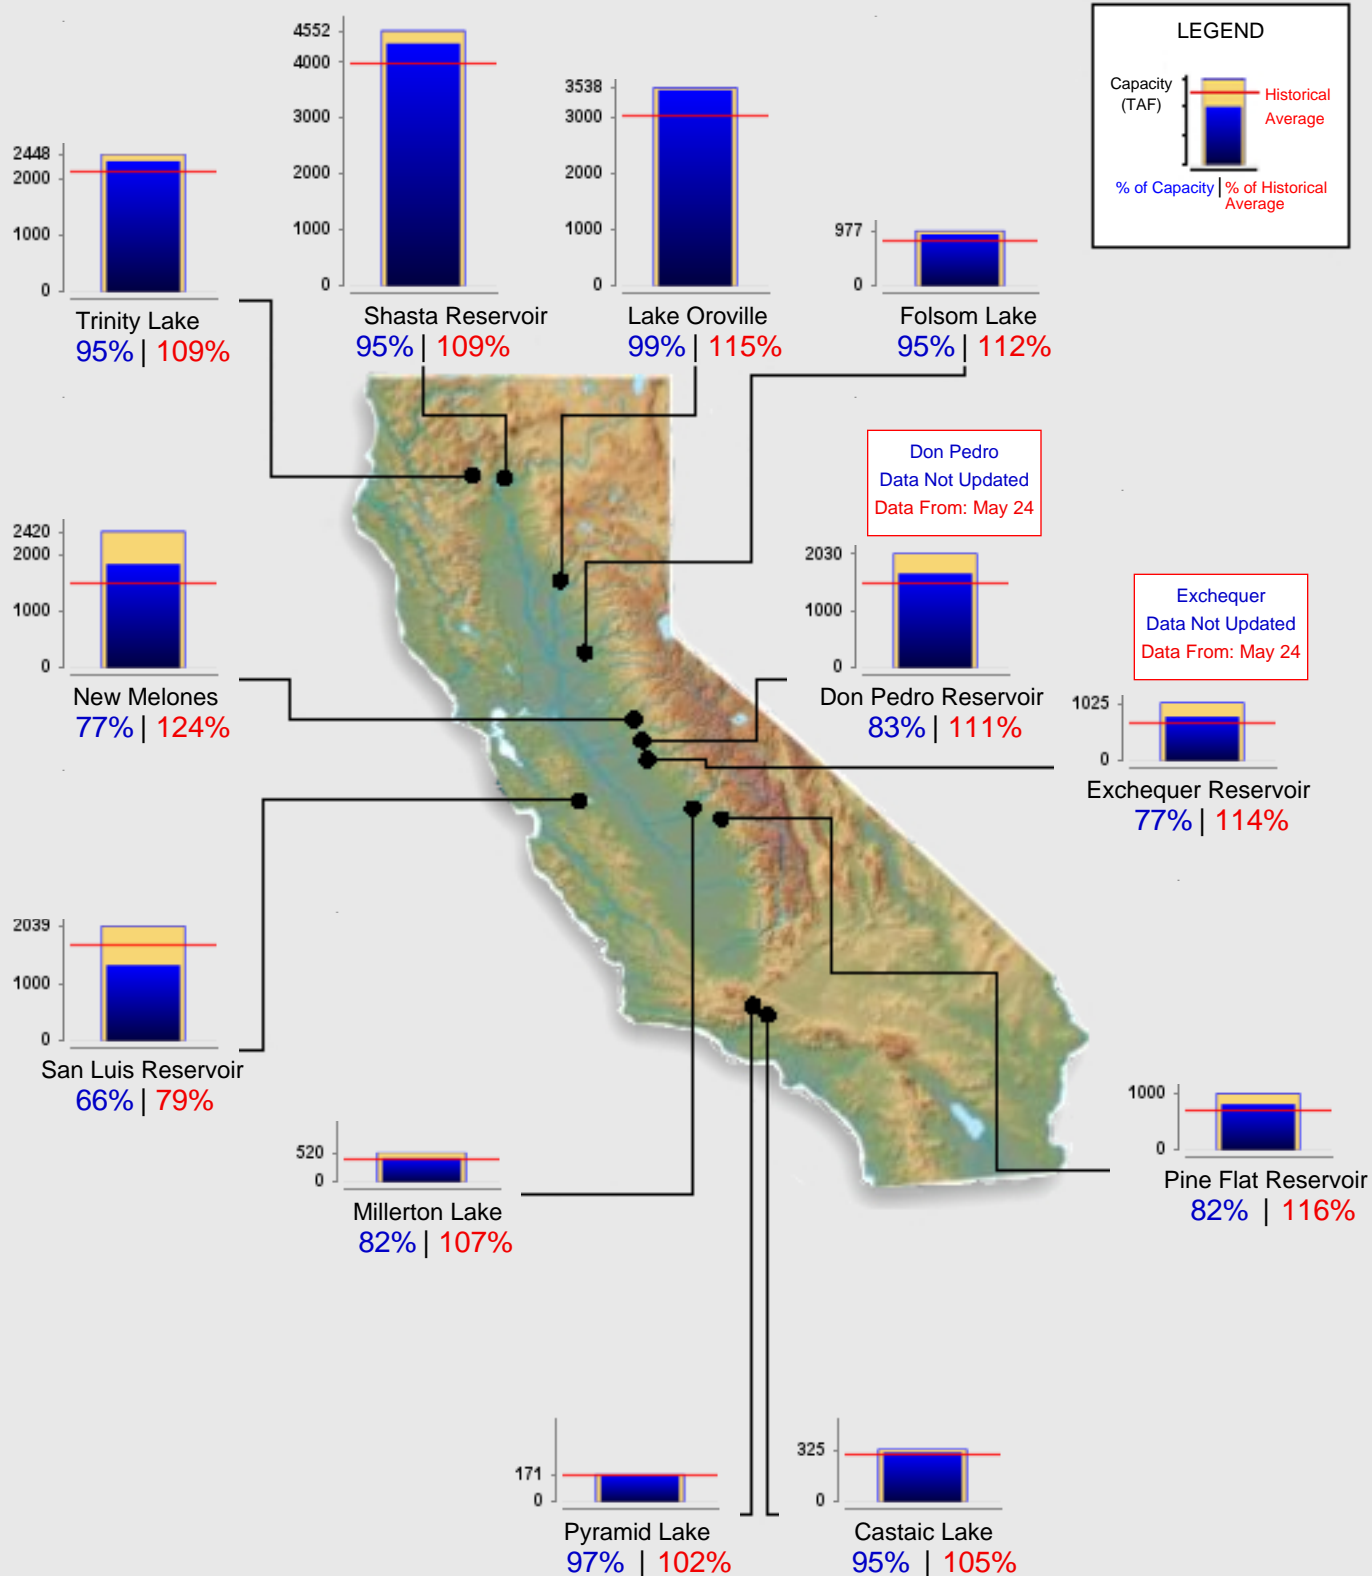 LEGEND
Capacity
(TAF)
Historical
Average
% of Capacity | % of Historical
Average
4552
4000
3000
2000
1000
0
Shasta Reservoir
95% | 109%
3538
3000
2000
1000
0
Lake Oroville
99% | 115%
2448
2000
1000
0
Trinity Lake
95% | 109%
977
0
Folsom Lake
95% | 112%
Don Pedro
Data Not Updated
Data From: May 24
2030
1000
0
Don Pedro Reservoir
83% | 111%
2420
2000
1000
0
New Melones
77% | 124%
Exchequer
Data Not Updated
Data From: May 24
1025
0
Exchequer Reservoir
77% | 114%
2039
1000
0
San Luis Reservoir
66% | 79%
520
0
Millerton Lake
82% | 107%
1000
0
Pine Flat Reservoir
82% | 116%
171
0
Pyramid Lake
97% | 102%
325
0
Castaic Lake
95% | 105%